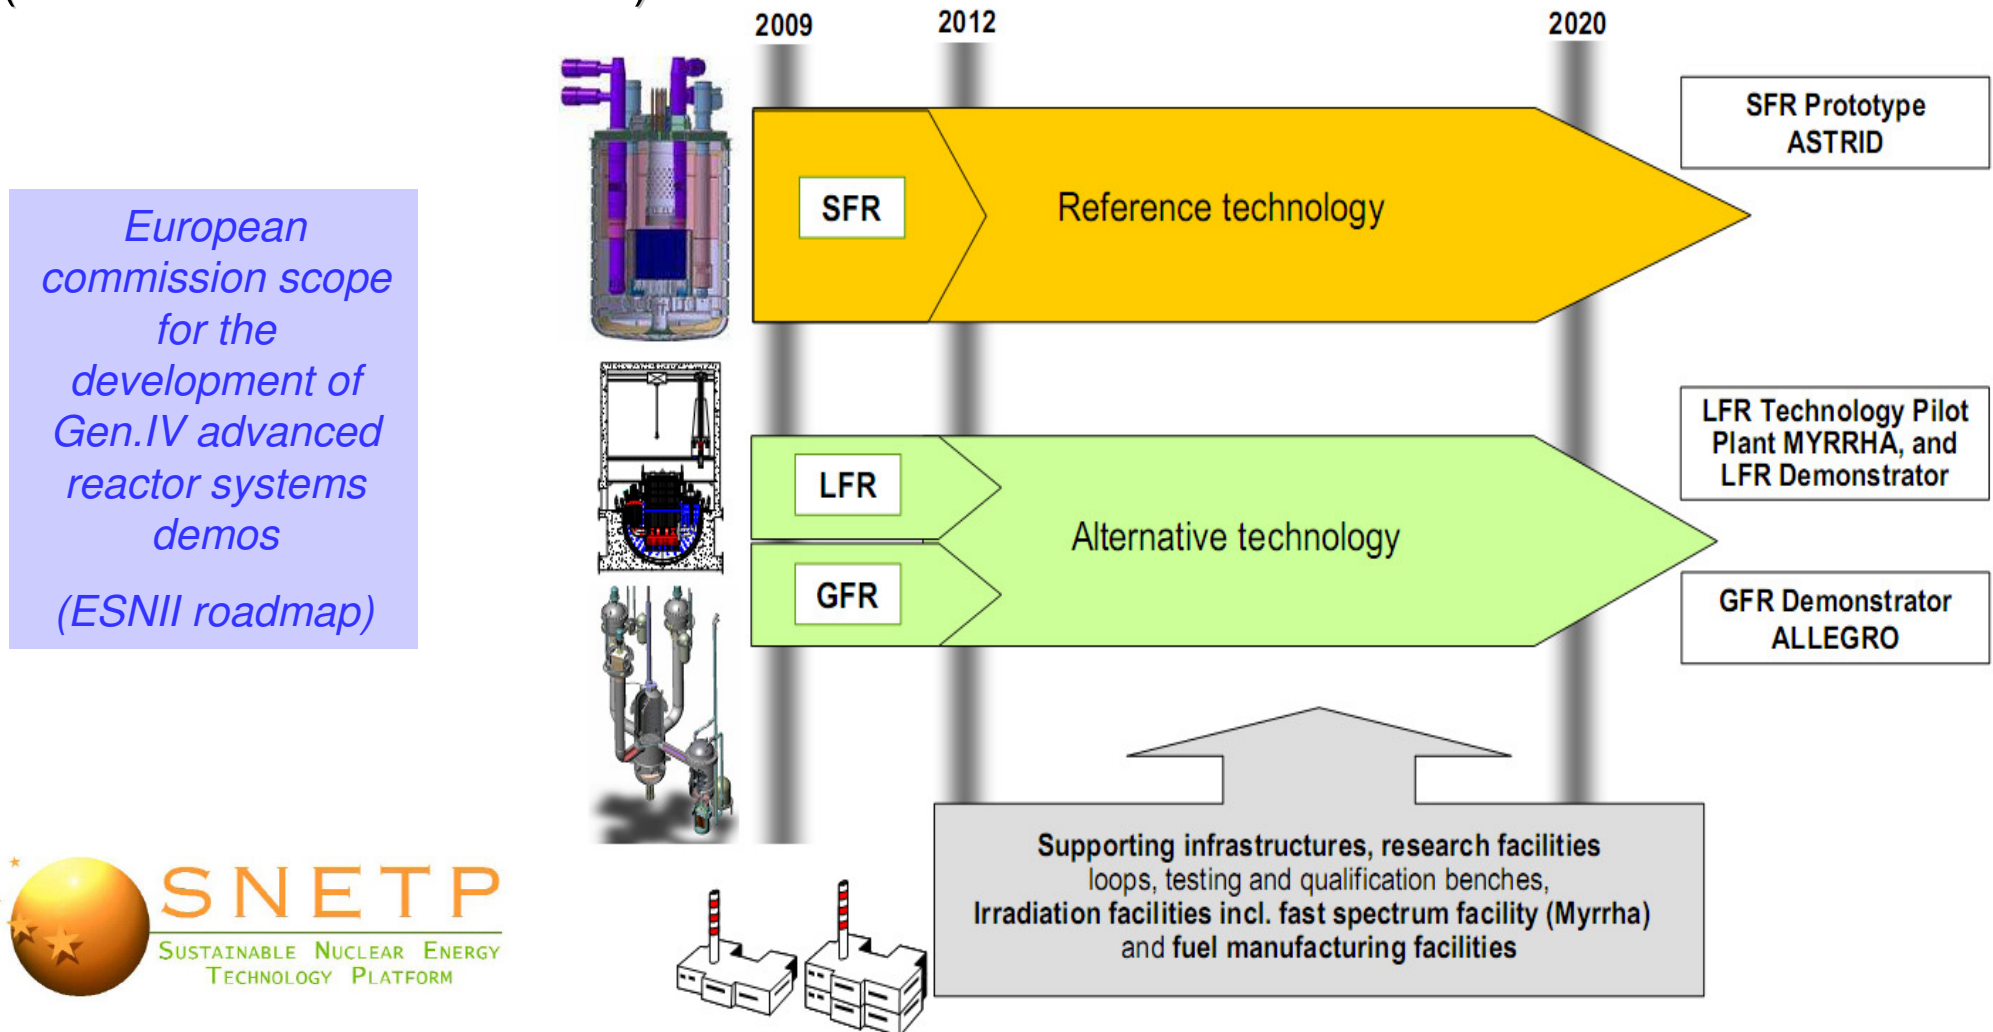 2009
2012
2020
SFR
Reference technology
SFR Prototype
ASTRID
European
commission scope
for the
development of
Gen.IV advanced
reactor systems
demos
(ESNII roadmap)
LFR
GFR
Alternative technology
LFR Technology Pilot
Plant MYRRHA, and
LFR Demonstrator
GFR Demonstrator
ALLEGRO
Supporting infrastructures, research facilities
loops, testing and qualification benches,
Irradiation facilities incl. fast spectrum facility (Myrrha)
and fuel manufacturing facilities
SNETP
SUSTAINABLE NUCLEAR ENERGY
TECHNOLOGY PLATFORM